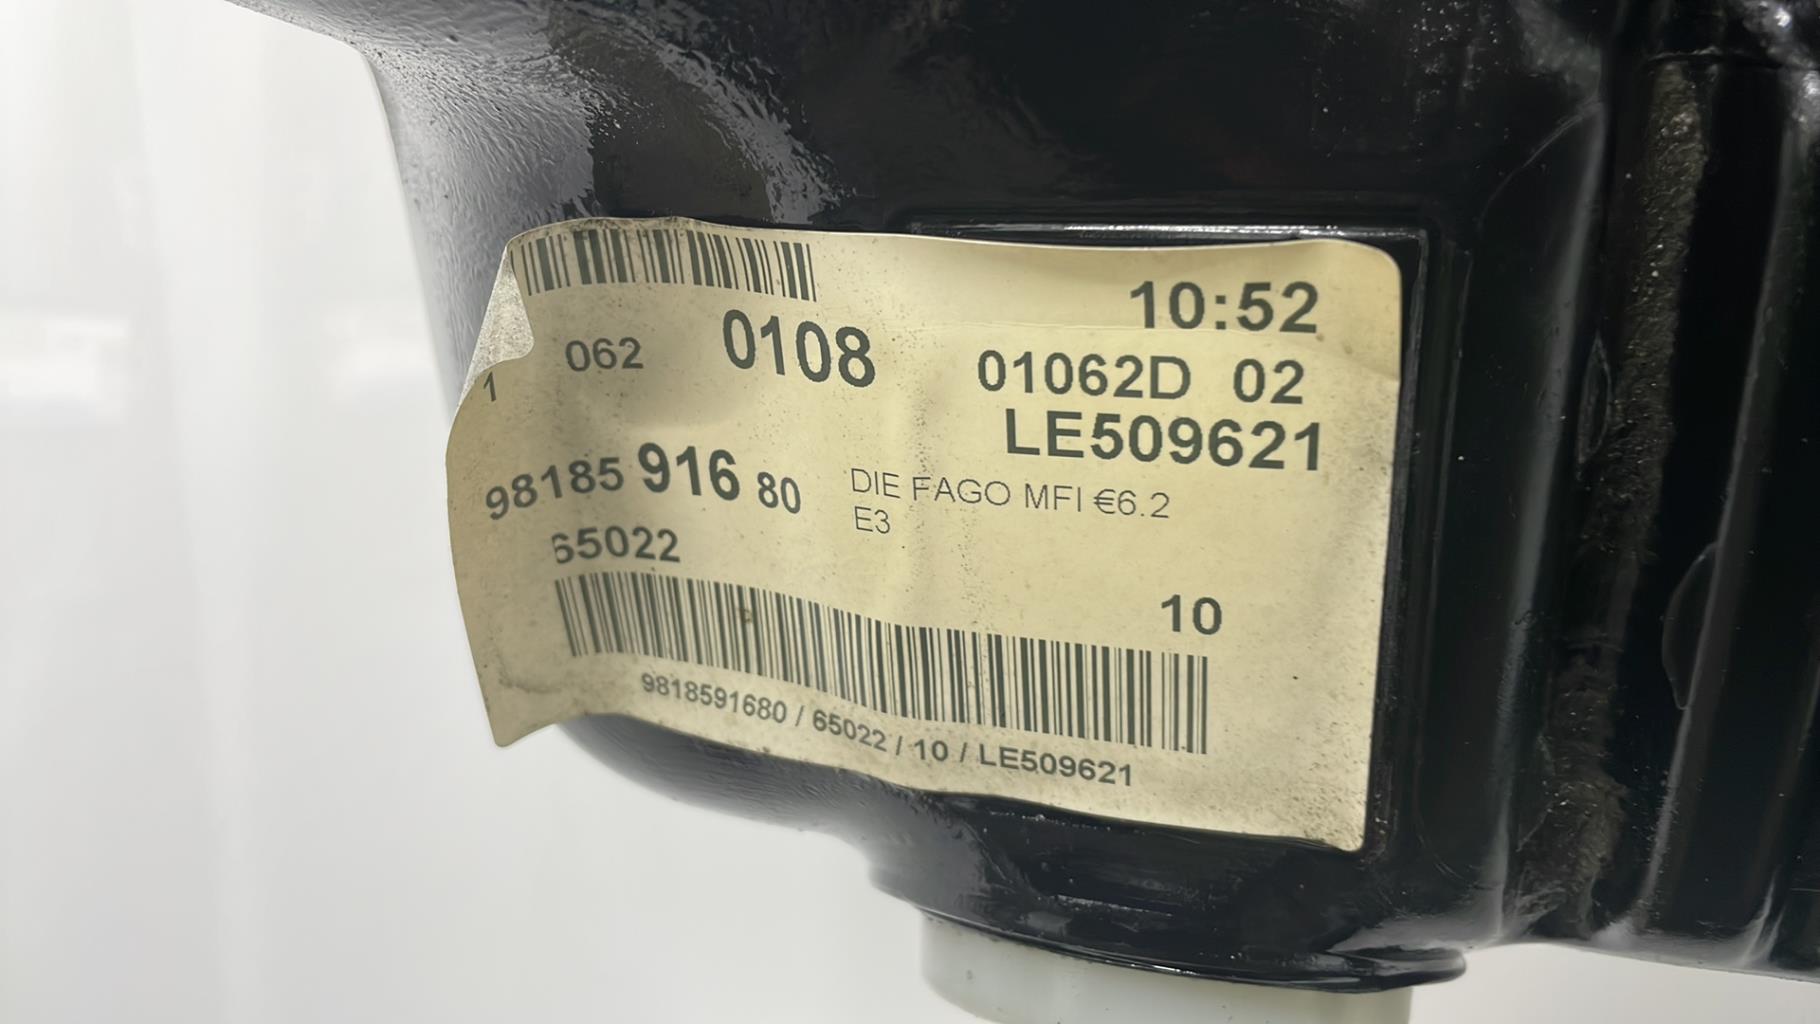 10:52
1 062 0108 01062D 02
LE509621
98185 916 80 DIE FAGO MFI €6.2
E3
65022
10
9818591680 / 65022 / 10 / LE509621